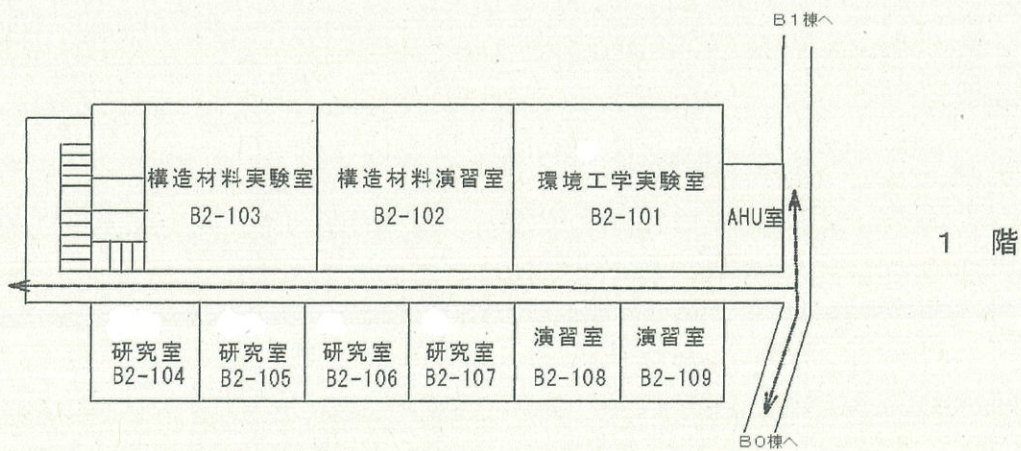 B1棟へ
構造材料実験室
B2-103
構造材料演習室
B2-102
環境工学実験室
B2-101
AHU室
1 階
研究室
B2-104
研究室
B2-105
研究室
B2-106
研究室
B2-107
演習室
B2-108
演習室
B2-109
B0棟へ